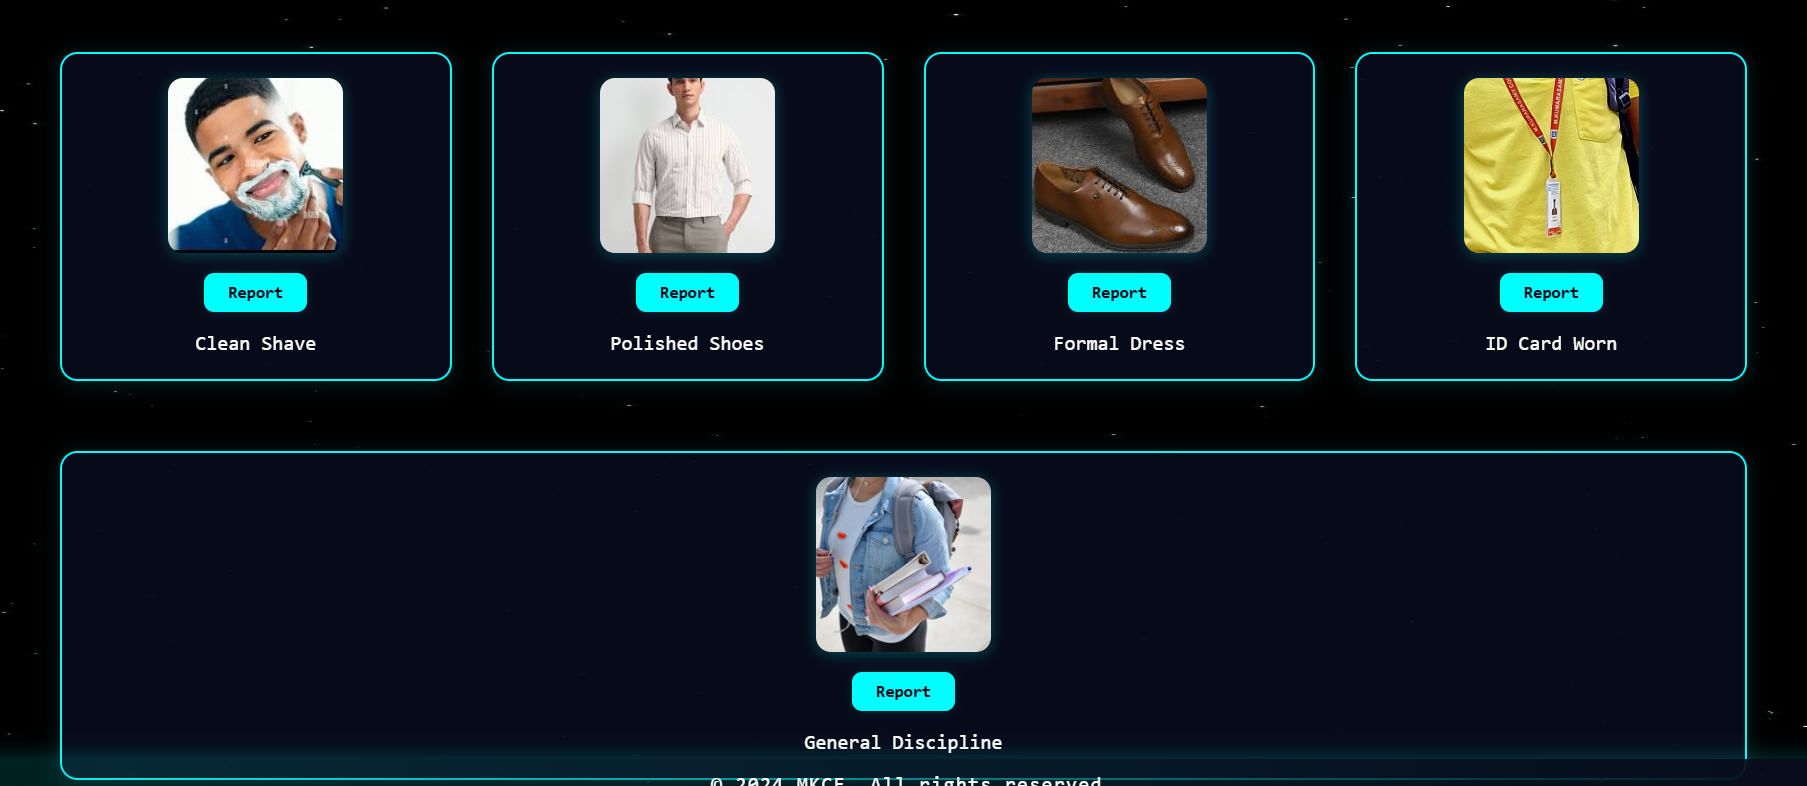 Report
Clean Shave
Report
Polished Shoes
Report
Formal Dress
M.KUMARASAMY
Report
ID Card Worn
Report
General Discipline
© 2024 MKCE. All rights reserved